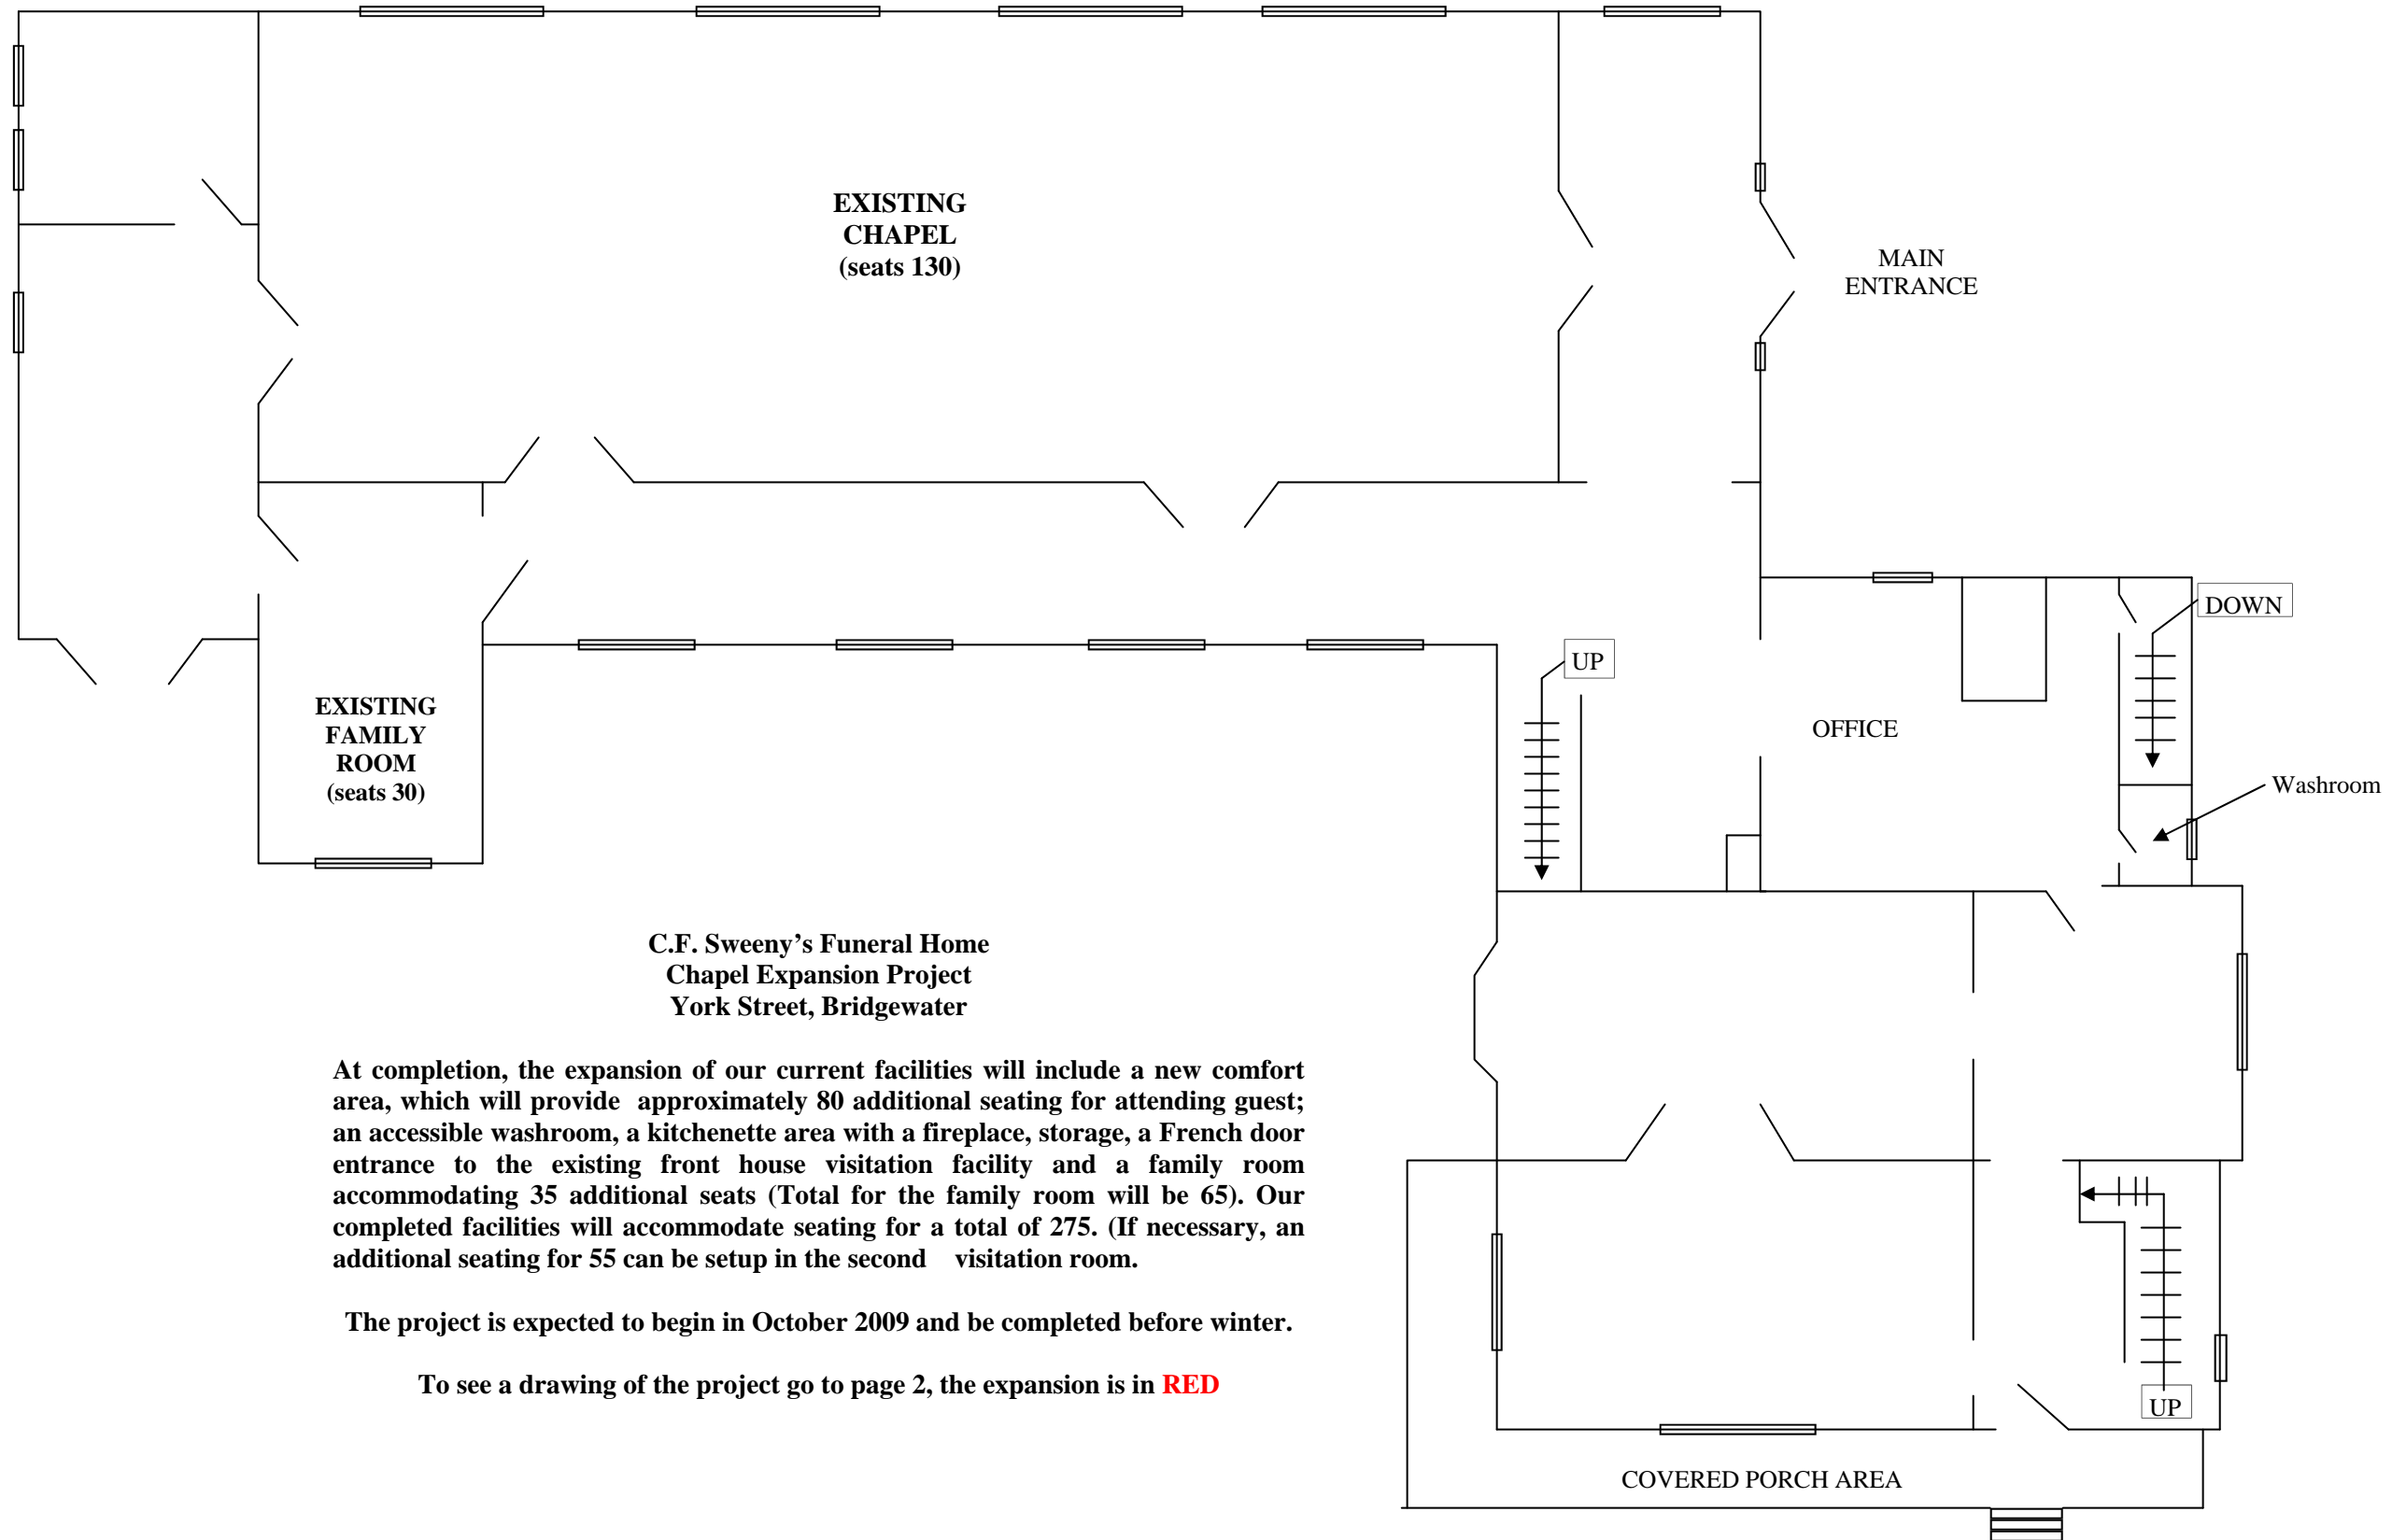 EXISTING
CHAPEL
(seats 130)
MAIN
ENTRANCE
DOWN
UP
EXISTING
FAMILY
ROOM
(seats 30)
OFFICE
Washroom
C.F. Sweeny’s Funeral Home
Chapel Expansion Project
York Street, Bridgewater
At completion, the expansion of our current facilities will include a new comfort
area, which will provide approximately 80 additional seating for attending guest;
an accessible washroom, a kitchenette area with a fireplace, storage, a French door
entrance to the existing front house visitation facility and a family room
accommodating 35 additional seats (Total for the family room will be 65). Our
completed facilities will accommodate seating for a total of 275. (If necessary, an
additional seating for 55 can be setup in the second visitation room.
The project is expected to begin in October 2009 and be completed before winter.
To see a drawing of the project go to page 2, the expansion is in RED
UP
COVERED PORCH AREA